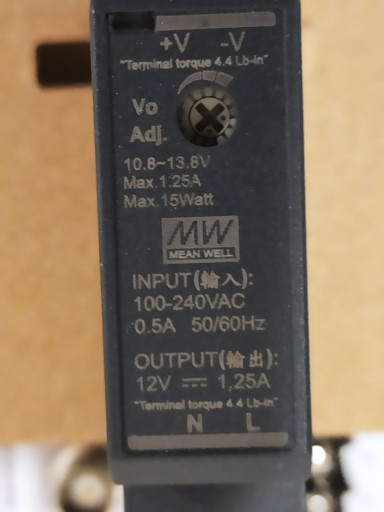 +V -V
"Terminal torque 4.4 Lb-in"
Vo
Adj.
10.8~13.8V
Max.1.25A
Max.15Watt
MW
MEAN WELL
INPUT(輸入):
100-240VAC
0.5A 50/60Hz
OUTPUT(輸出):
12V ⎓ 1,25A
"Terminal torque 4.4 Lb-in"
N L